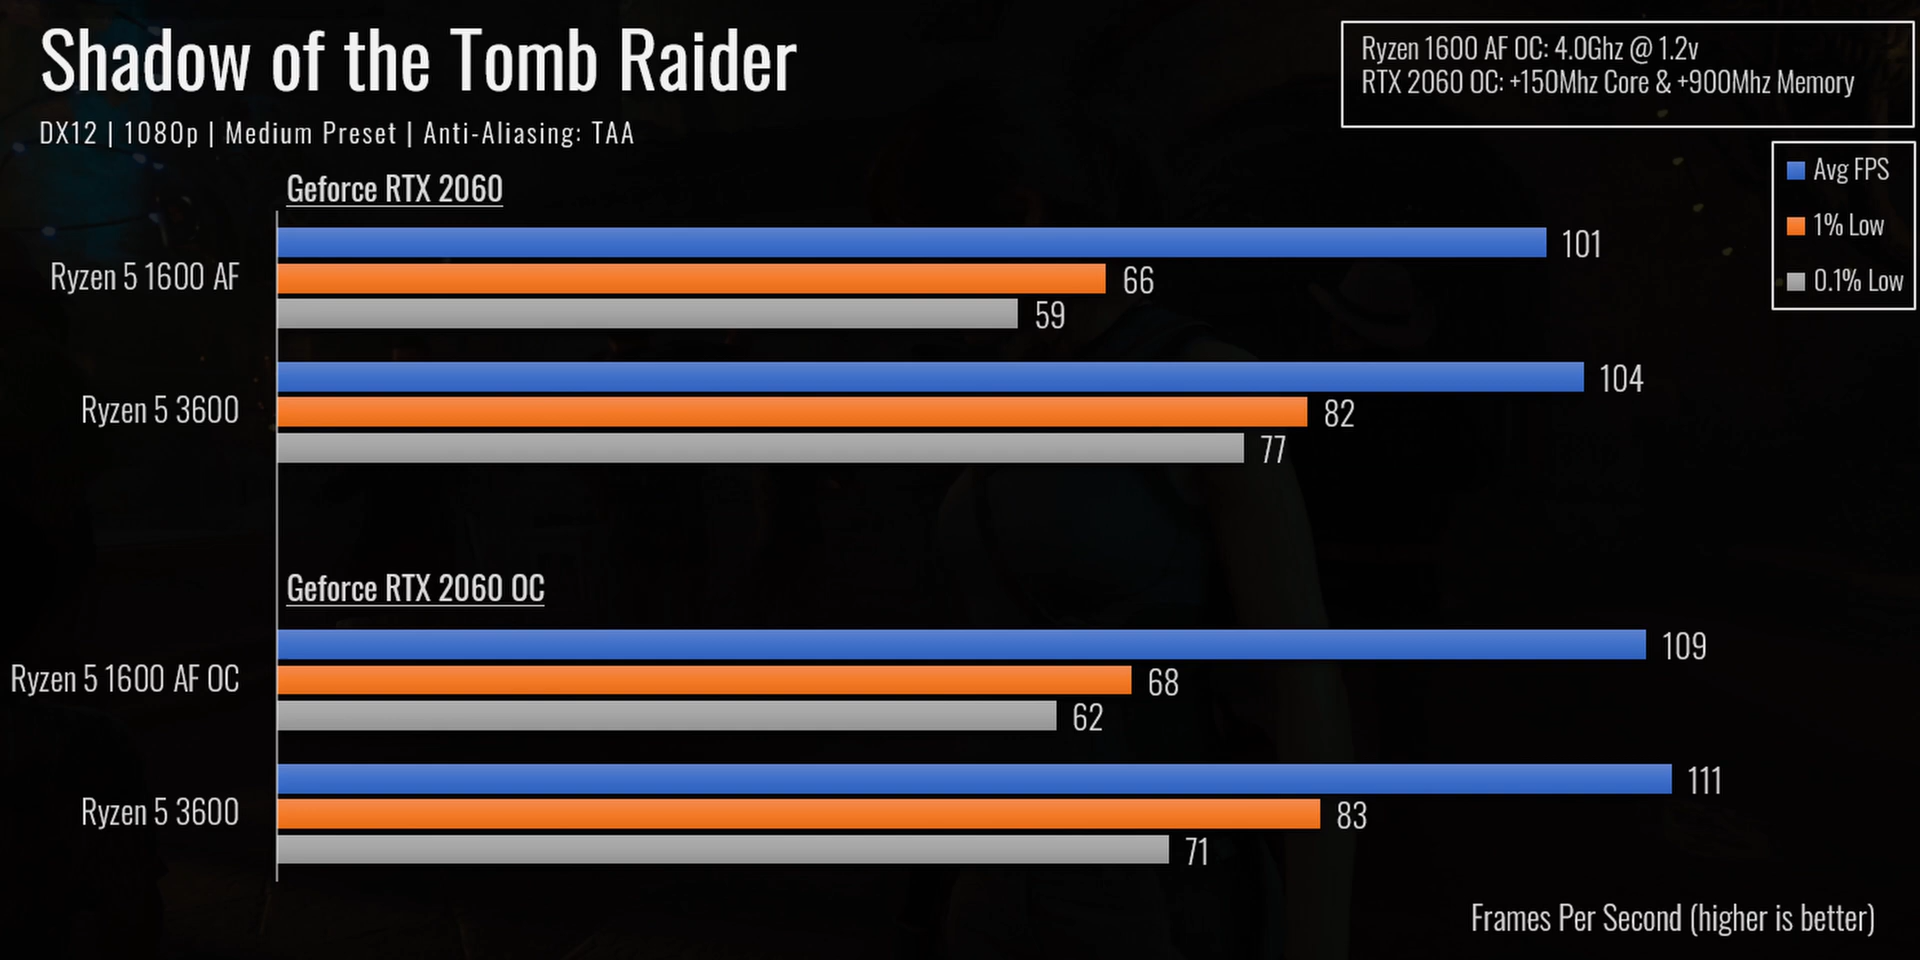 Shadow of the Tomb Raider
DX12 | 1080p | Medium Preset | Anti-Aliasing: TAA
Ryzen 1600 AF OC: 4.0Ghz @ 1.2v
RTX 2060 OC: +150Mhz Core & +900Mhz Memory
Avg FPS
1% Low
0.1% Low
Geforce RTX 2060
Ryzen 5 1600 AF
101
66
59
Ryzen 5 3600
104
82
77
Geforce RTX 2060 OC
Ryzen 5 1600 AF OC
109
68
62
Ryzen 5 3600
111
83
71
Frames Per Second (higher is better)